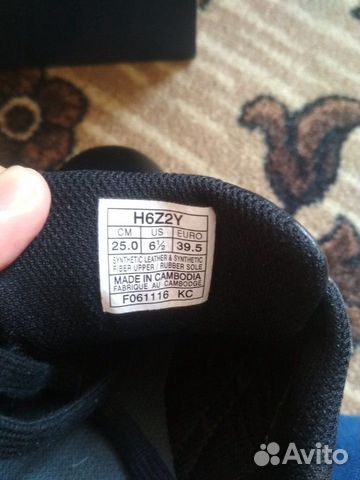 H6Z2Y
CM US EURO
25.0 6½ 39.5
SYNTHETIC LEATHER & SYNTHETIC
FIBER UPPER / RUBBER SOLE
MADE IN CAMBODIA
FABRIQUE AU CAMBODGE
F061116 KC
Avito